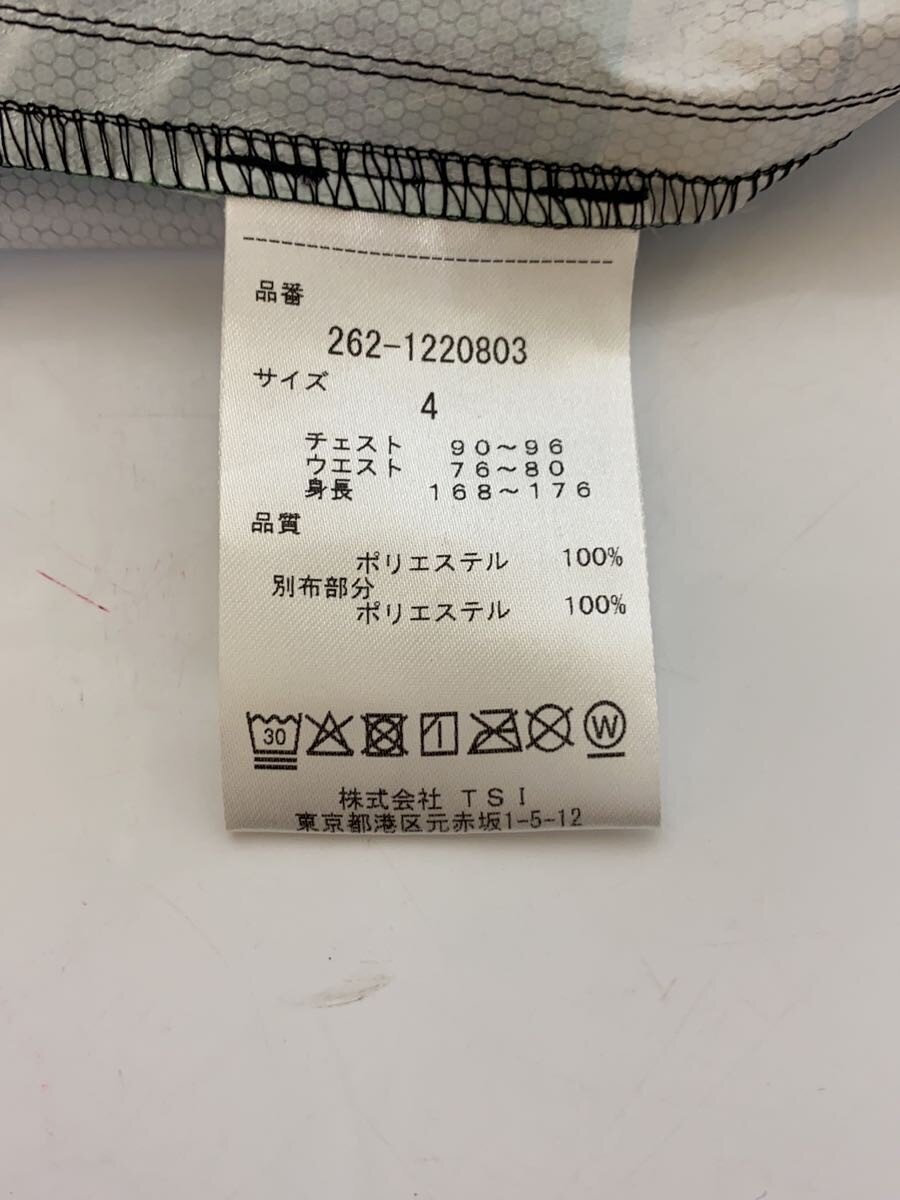 品番
262-1220803
サイズ
4
チェスト 90～96
ウエスト 76～80
身長 168～176
品質
ポリエステル 100%
別布部分
ポリエステル 100%
30 W
株式会社 TSI
東京都港区元赤坂1-5-12